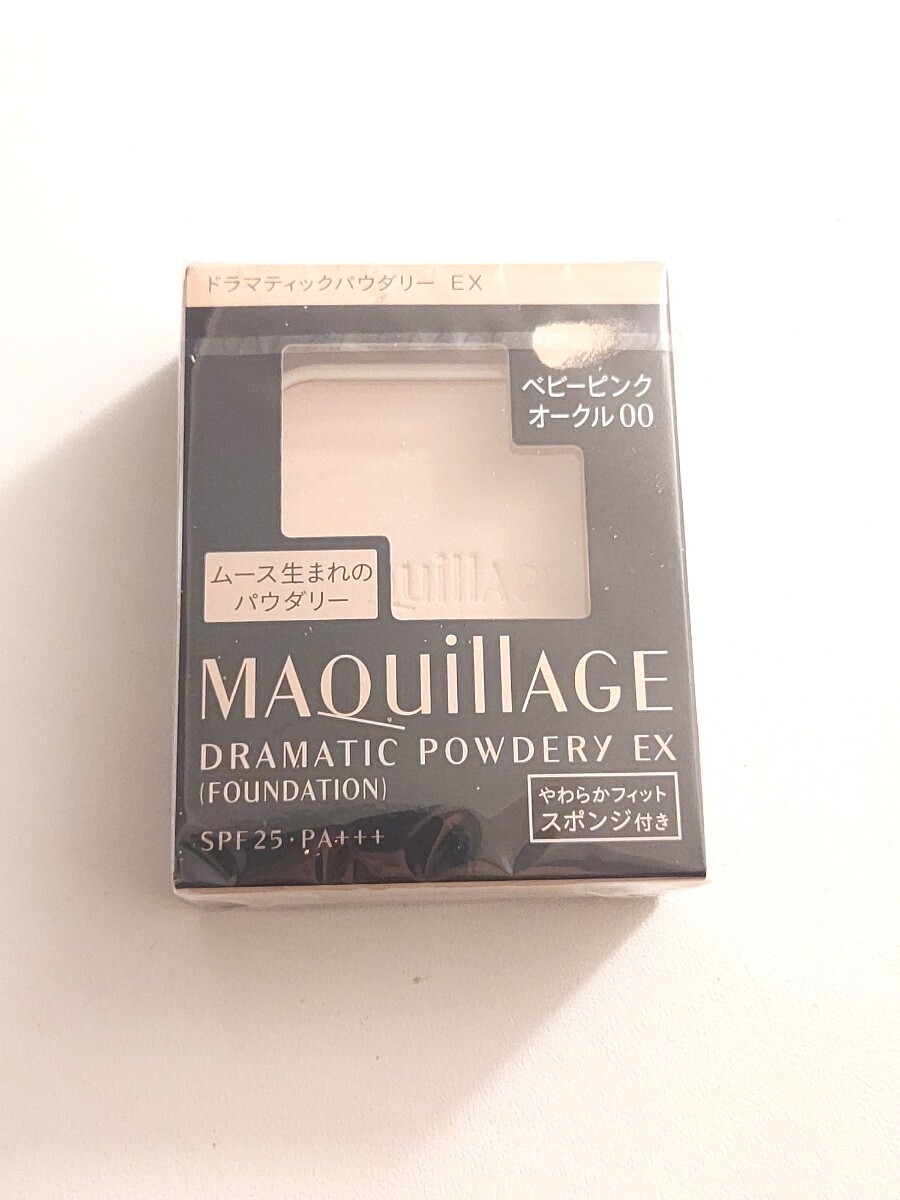 ドラマティックパウダリー EX
ベビーピンク
オークル00
ムース生まれの
パウダリー
QuillAG
MAQuillAGE
DRAMATIC POWDERY EX
(FOUNDATION)
やわらかフィット
スポンジ付き
SPF25・PA+++